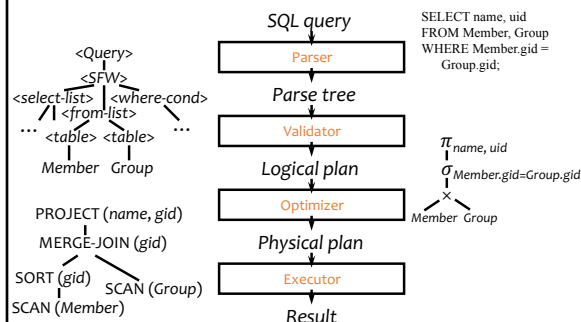 SQL query
Parser
Parse tree
Validator
Logical plan
Optimizer
Physical plan
Executor
Result
SELECT name, uid
FROM Member, Group
WHERE Member.gid =
Group.gid;
<Query>
<SFW>
<select-list> <where-cond>
<from-list>
... <table> <table> ...
Member Group
π name, uid
σ Member.gid=Group.gid
×
Member Group
PROJECT (name, gid)
MERGE-JOIN (gid)
SORT (gid)
SCAN (Group)
SCAN (Member)